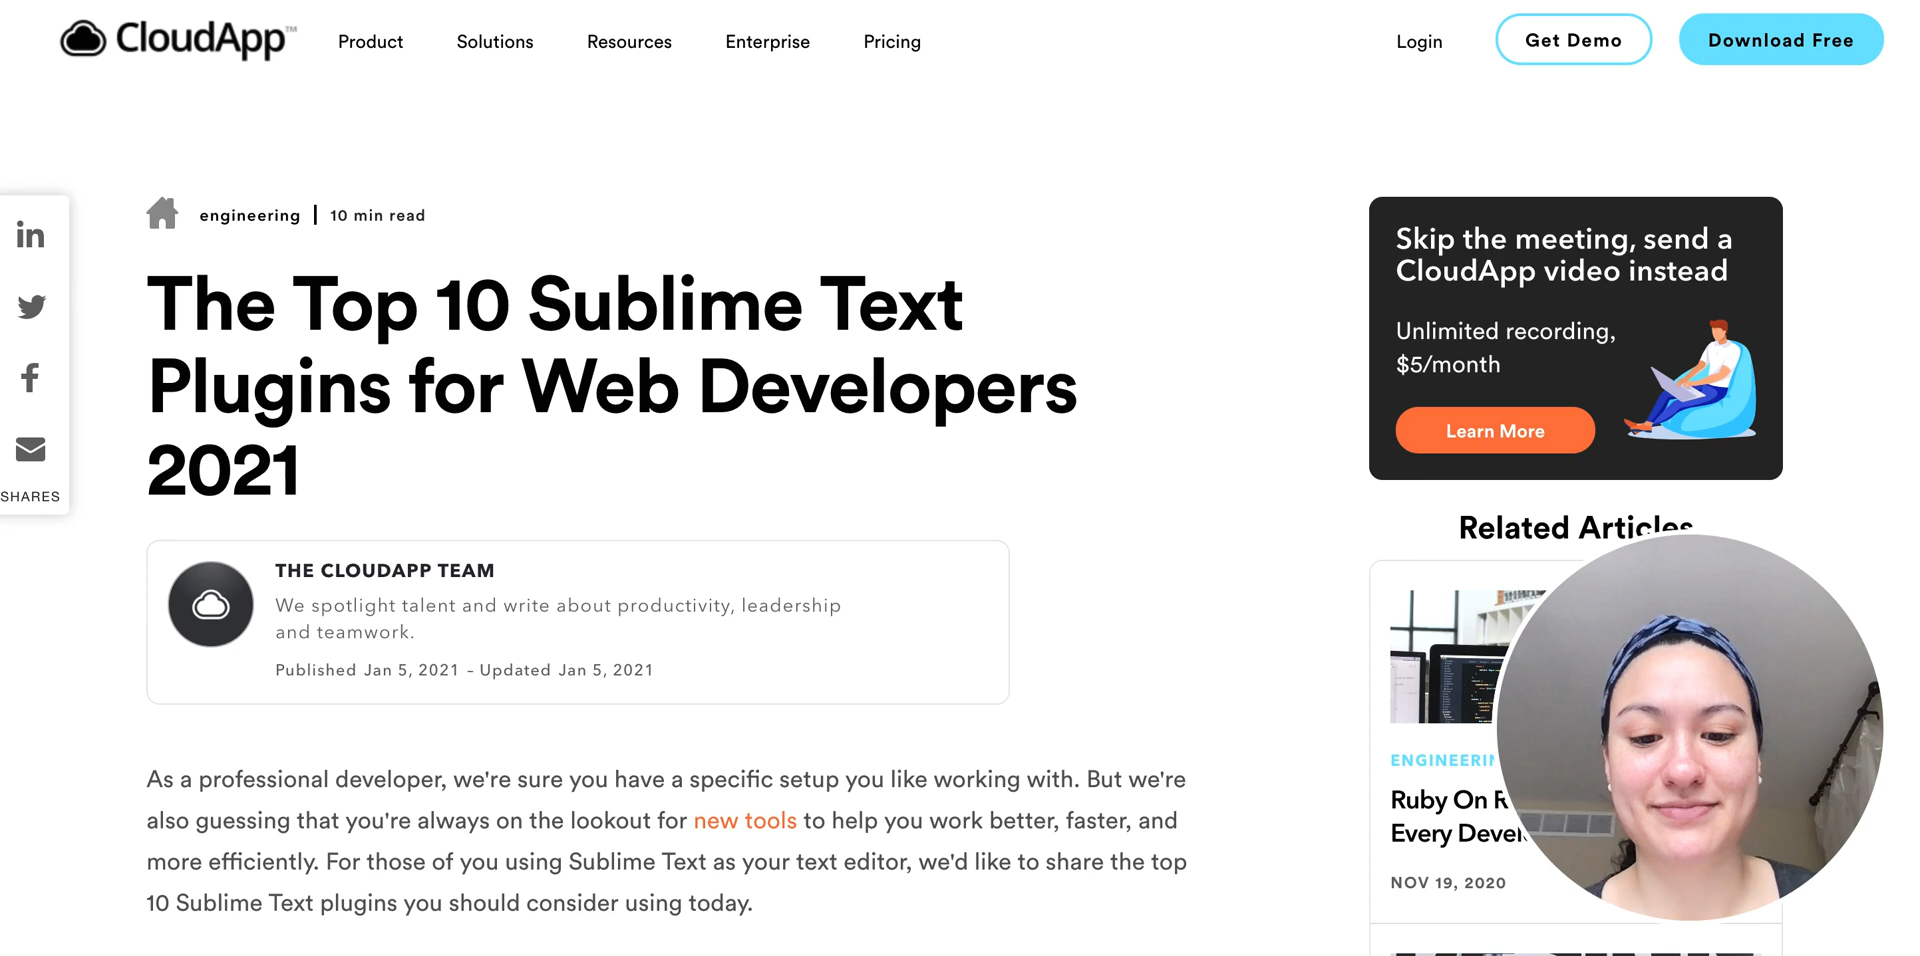 CloudApp™
Product
Solutions
Resources
Enterprise
Pricing
Login
Get Demo
Download Free
SHARES
engineering | 10 min read
The Top 10 Sublime Text
Plugins for Web Developers
2021
THE CLOUDAPP TEAM
We spotlight talent and write about productivity, leadership
and teamwork.
Published Jan 5, 2021 - Updated Jan 5, 2021
As a professional developer, we're sure you have a specific setup you like working with. But we're
also guessing that you're always on the lookout for new tools to help you work better, faster, and
more efficiently. For those of you using Sublime Text as your text editor, we'd like to share the top
10 Sublime Text plugins you should consider using today.
Skip the meeting, send a
CloudApp video instead
Unlimited recording,
$5/month
Learn More
Related Articles
Ruby On
Every
NOV 19, 2020